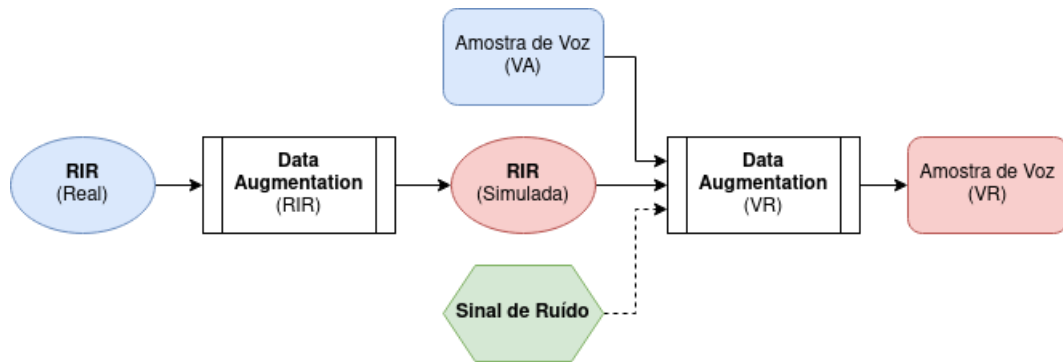 Amostra de Voz
(VA)
RIR
(Real)
Data
Augmentation
(RIR)
RIR
(Simulada)
Data
Augmentation
(VR)
Amostra de Voz
(VR)
Sinal de Ruído